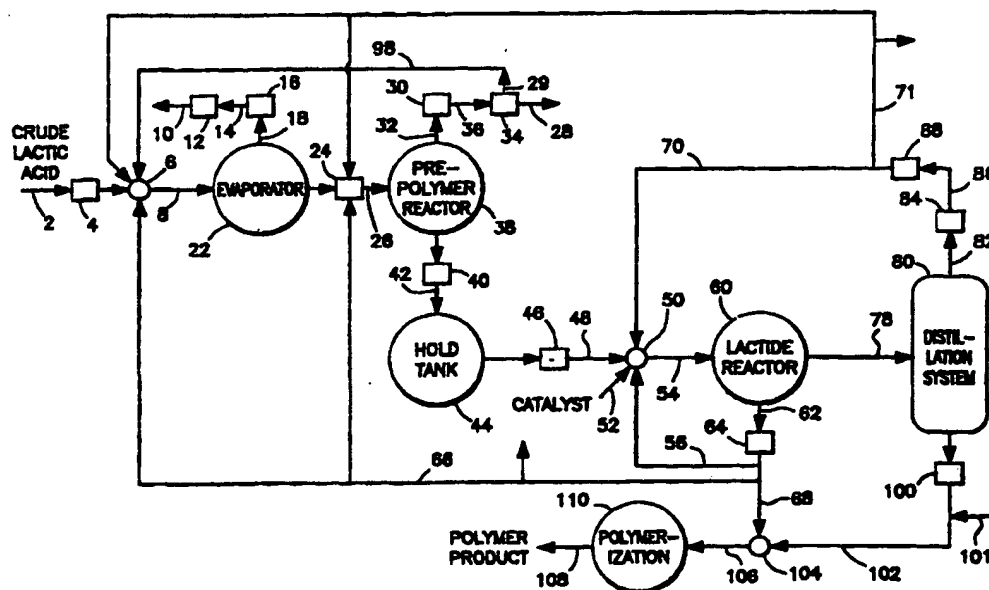 98
16
30
29
71
88
10
12
14
18
32
36
34
28
70
86
CRUDE
LACTIC
ACID
6
24
84
EVAPORATOR
PRE-
POLYMER
REACTOR
82
2
4
8
22
26
38
80
42
40
60
46
48
50
78
HOLD
TANK
LACTIDE
REACTOR
DISTIL-
LATION
SYSTEM
CATALYST
52
54
62
44
64
56
66
68
100
110
POLYMER
PRODUCT
POLYMER-
IZATION
108
106
104
102
101